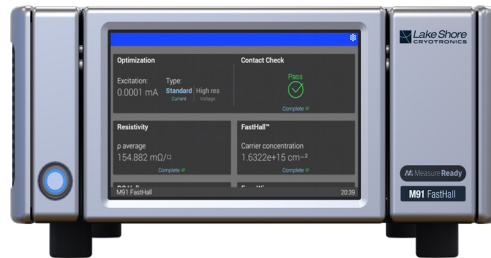 Lake Shore
CRYOTRONICS
Optimization
Contact Check
Excitation:
Type:
Pass
0.0001 mA
Standard
High res
Current
Voltage
Complete
Resistivity
FastHall™
ρ average
Carrier concentration
154.882 mΩ/□
1.6322e+15 cm⁻²
Complete
Complete
M91 FastHall
20:39
MeasureReady
M91 FastHall